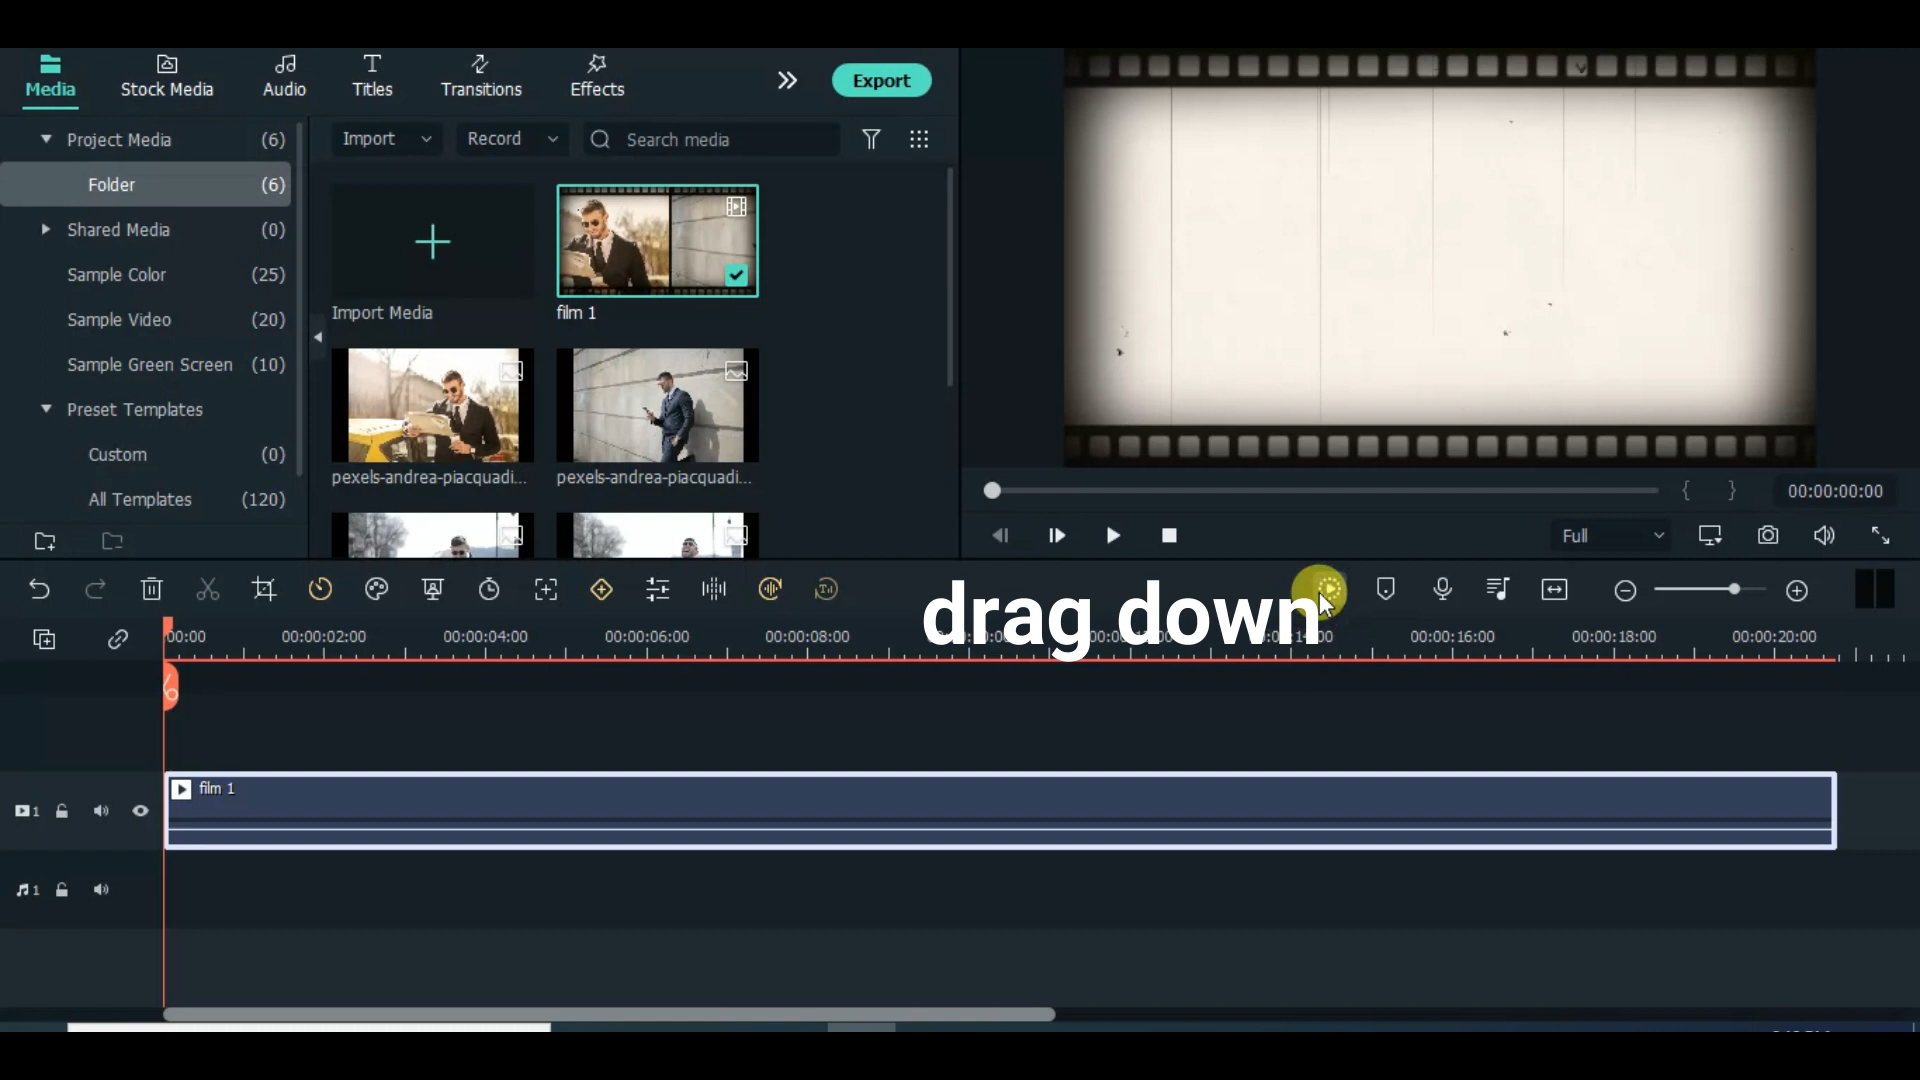 Media
Stock Media
Audio
Titles
Transitions
Effects
Export
Project Media (6)
Folder (6)
Shared Media (0)
Sample Color (25)
Sample Video (20)
Sample Green Screen (10)
Preset Templates
Custom (0)
All Templates (120)
Import
Record
Search media
Import Media
film 1
pexels-andrea-piacquadi...
pexels-andrea-piacquadi...
00:00:00:00
Full
drag down
00:00
00:00:02:00
00:00:04:00
00:00:06:00
00:00:08:00
00:00:16:00
00:00:18:00
00:00:20:00
film 1
1
1